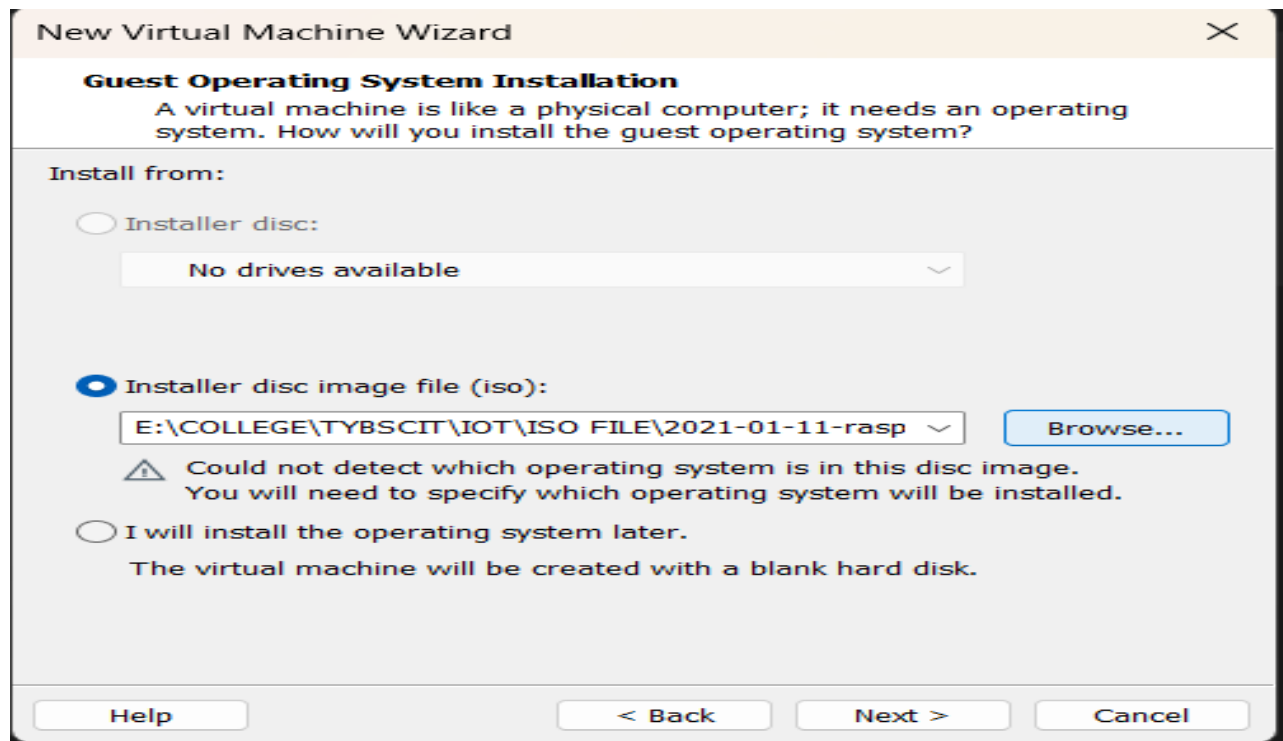 New Virtual Machine Wizard
Guest Operating System Installation
A virtual machine is like a physical computer; it needs an operating
system. How will you install the guest operating system?
Install from:
Installer disc:
No drives available
Installer disc image file (iso):
E:\COLLEGE\TYBSCIT\IOT\ISO FILE\2021-01-11-rasp
Browse...
Could not detect which operating system is in this disc image.
You will need to specify which operating system will be installed.
I will install the operating system later.
The virtual machine will be created with a blank hard disk.
Help
< Back
Next >
Cancel